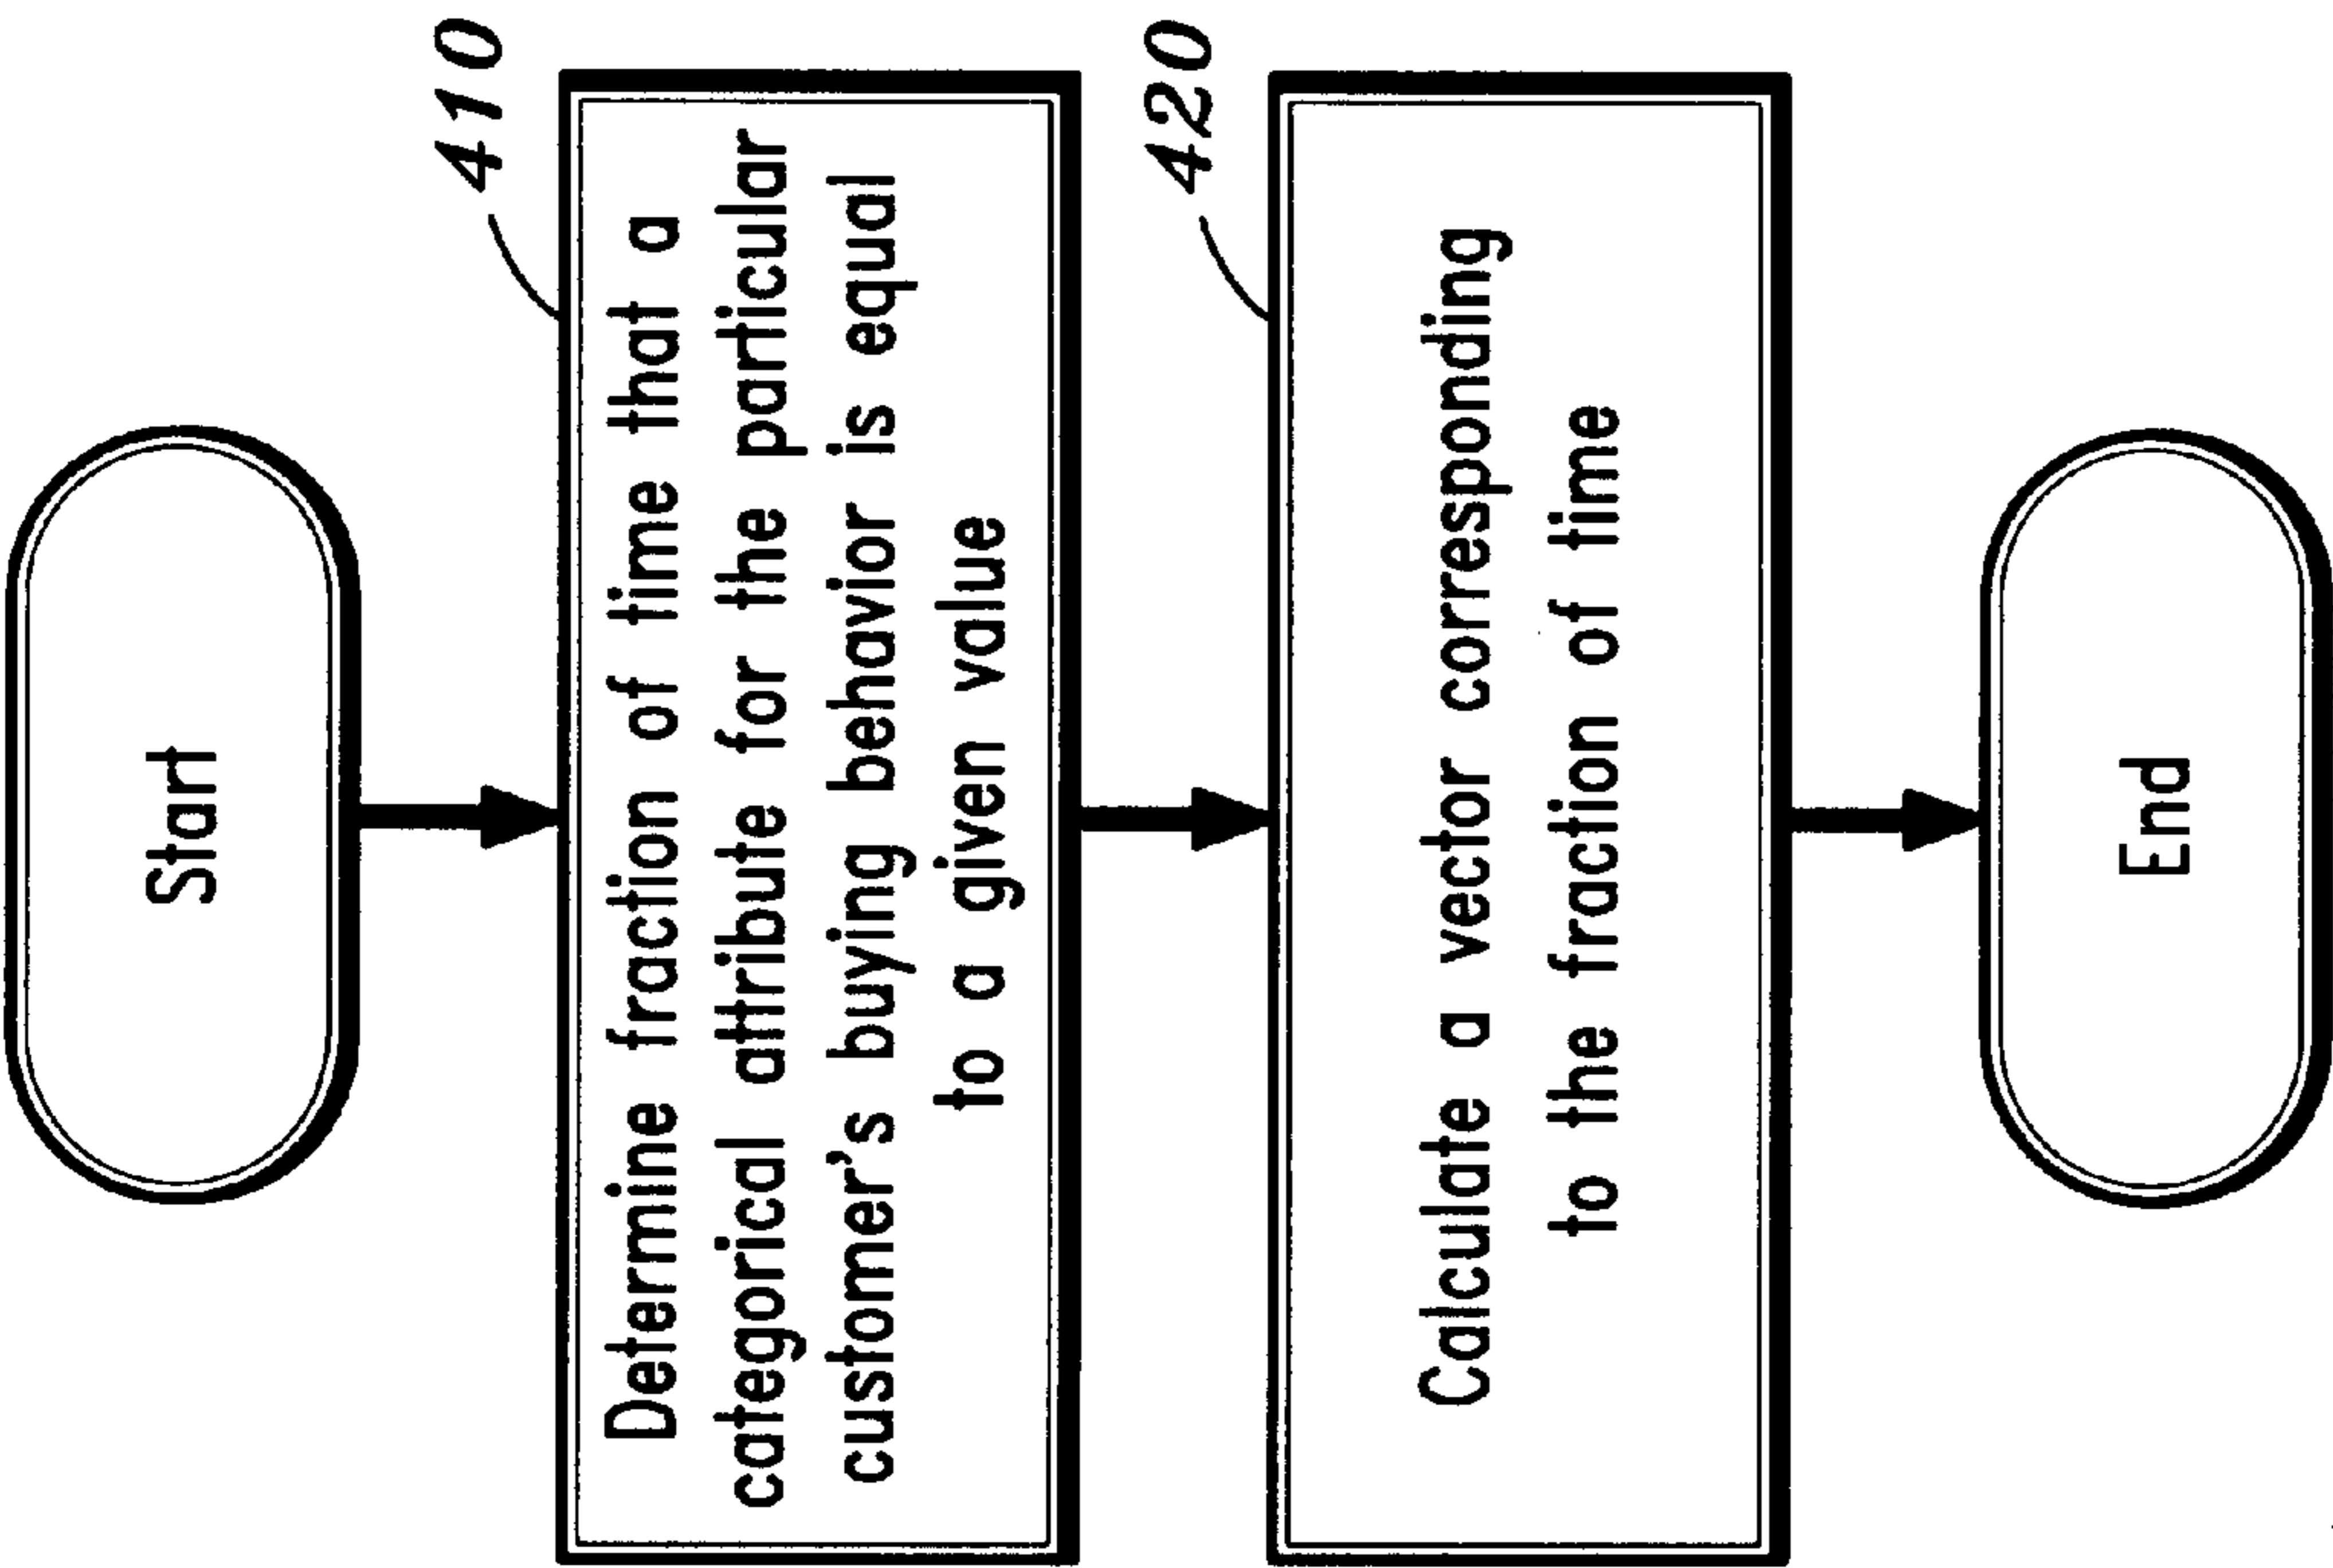 Start
410
Determine fraction of time that a
categorical attribute for the particular
customer's buying behavior is equal
to a given value
420
Calculate a vector corresponding
to the fraction of time
End